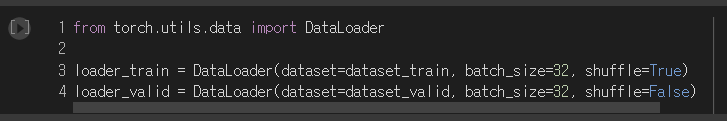 [ ]
1 from torch.utils.data import DataLoader
2
3 loader_train = DataLoader(dataset=dataset_train, batch_size=32, shuffle=True)
4 loader_valid = DataLoader(dataset=dataset_valid, batch_size=32, shuffle=False)